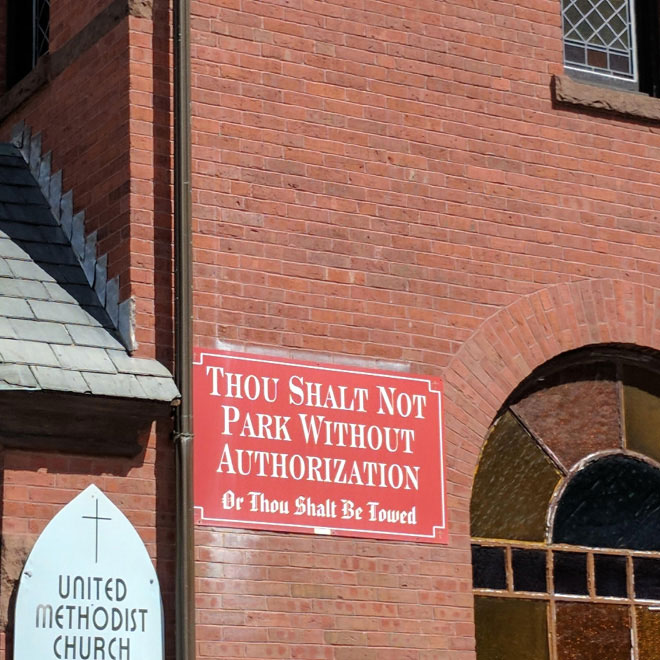 THOU SHALT NOT
PARK WITHOUT
AUTHORIZATION
Or Thou Shalt Be Towed
UNITED
METHODIST
CHURCH